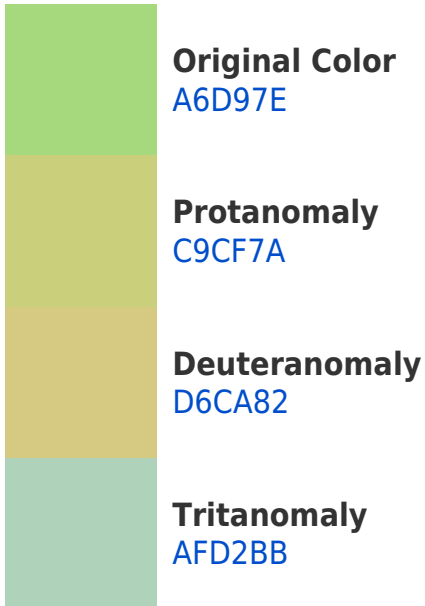 Original Color
A6D97E
Protanomaly
C9CF7A
Deuteranomaly
D6CA82
Tritanomaly
AFD2BB